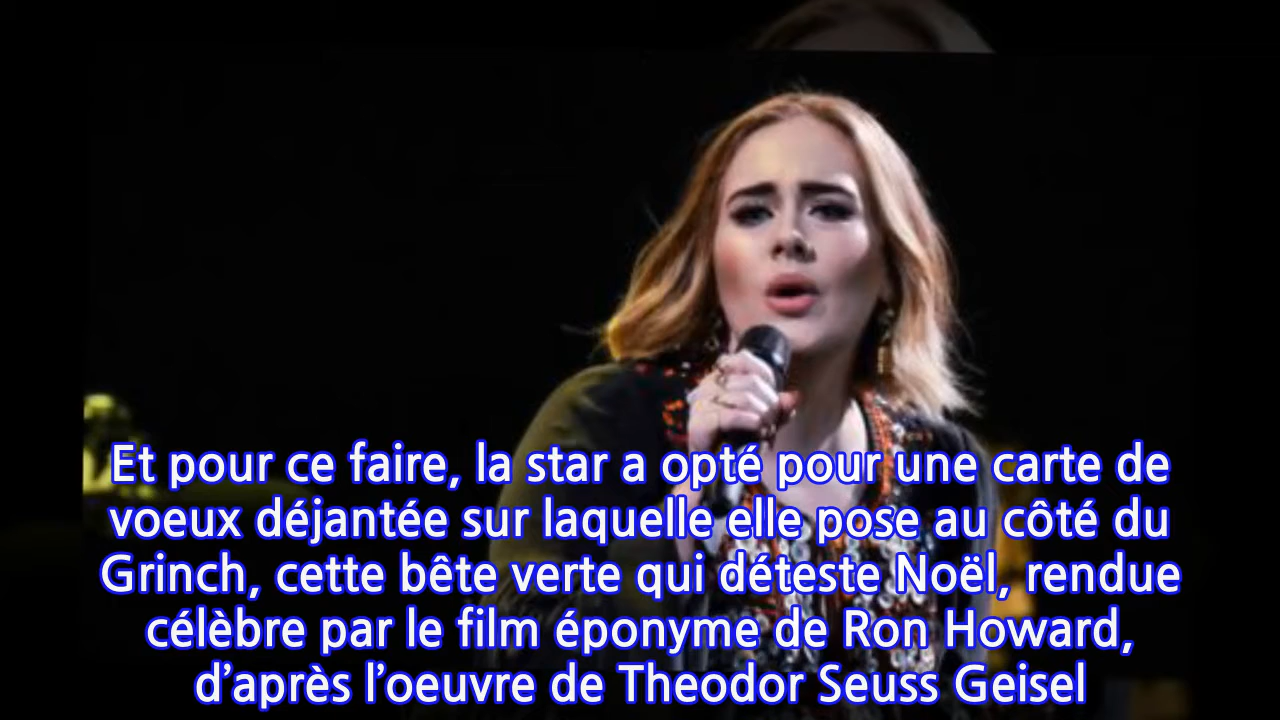 Et pour ce faire, la star a opté pour une carte de
voeux déjantée sur laquelle elle pose au côté du
Grinch, cette bête verte qui déteste Noël, rendue
célèbre par le film éponyme de Ron Howard,
d’après l’oeuvre de Theodor Seuss Geisel